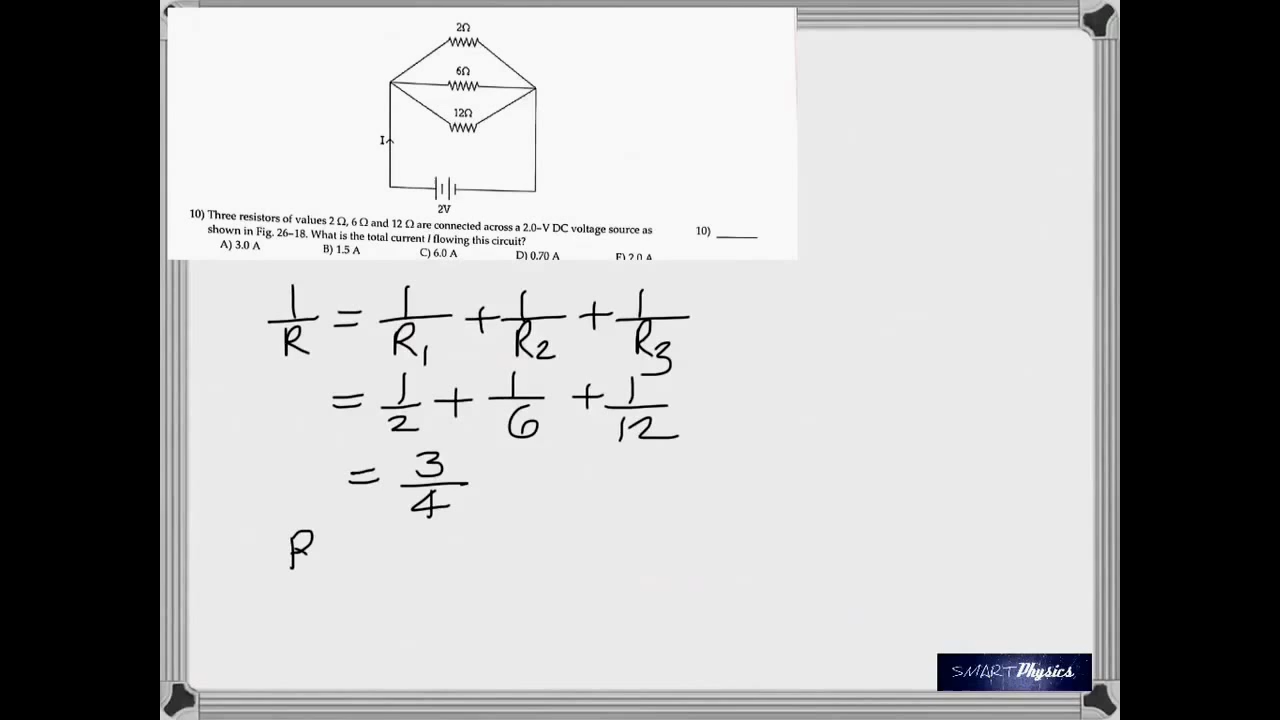 2Ω
6Ω
12Ω
I
2V
10) Three resistors of values 2 Ω, 6 Ω and 12 Ω are connected across a 2.0-V DC voltage source as
shown in Fig. 26-18. What is the total current I flowing this circuit?
10) ______
A) 3.0 A B) 1.5 A C) 6.0 A D) 0.70 A E) 2.0 A
1/R = 1/R₁ + 1/R₂ + 1/R₃
= 1/2 + 1/6 + 1/12
= 3/4
R
SMART Physics